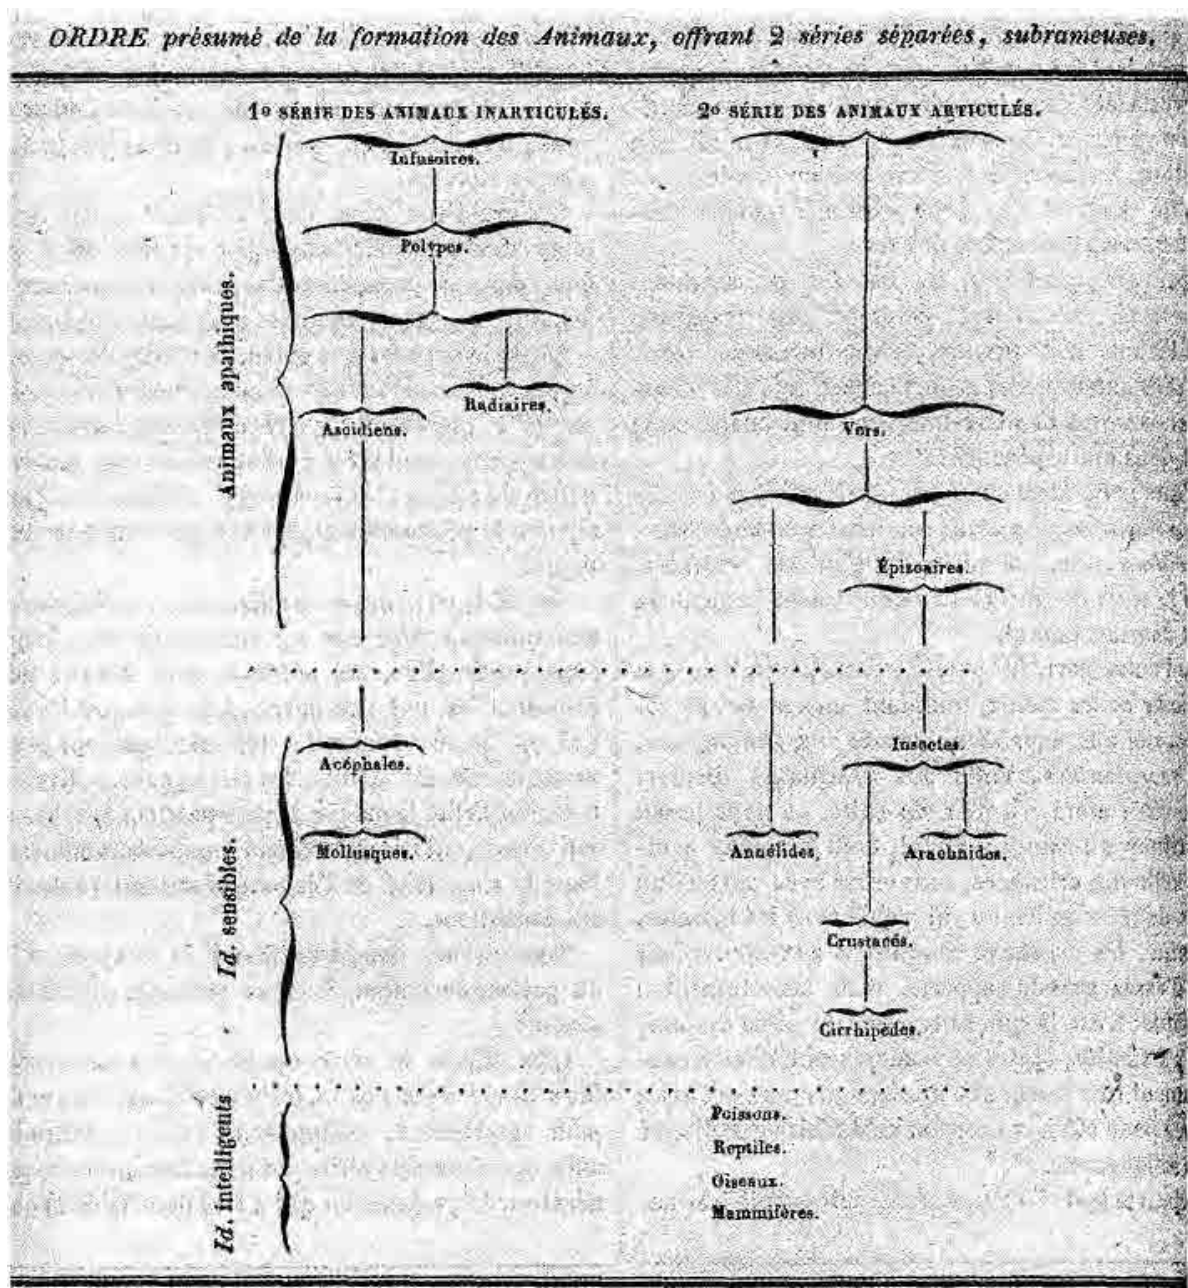 ORDRE présumé de la formation des Animaux, offrant 2 séries séparées, subrameuses.
1º SÉRIE DES ANIMAUX INARTICULÉS.
2º SÉRIE DES ANIMAUX ARTICULÉS.
Animaux apathiques.
Infusoires.
Polypes.
Radiaires.
Ascidiens.
Vers.
Épizoaires.
Id. sensibles.
Acéphales.
Insectes.
Mollusques.
Annélides,
Arachnides.
Crustacés.
Cirrhipèdes.
Id. intelligents
Poissons.
Reptiles.
Oiseaux.
Mammifères.